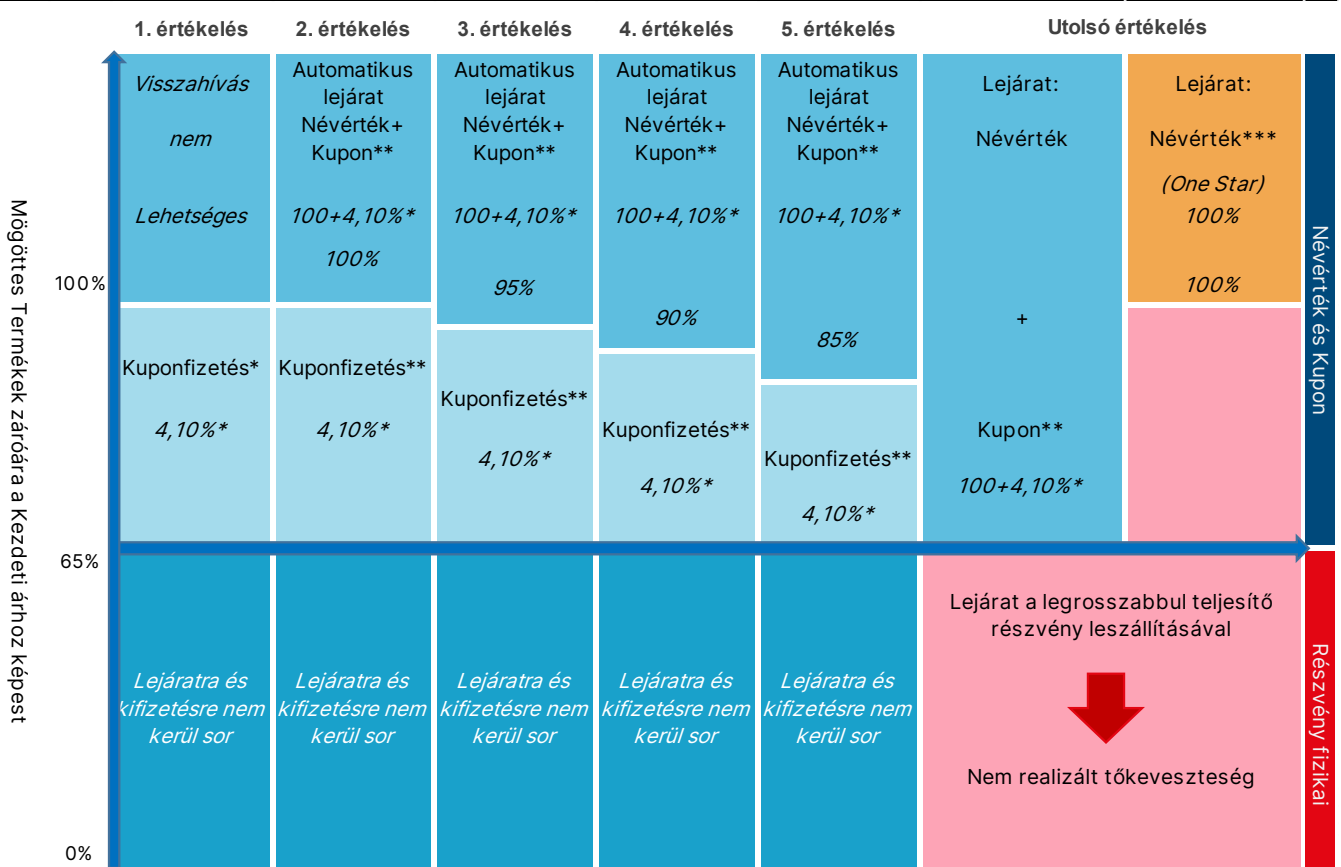 1. értékelés
2. értékelés
3. értékelés
4. értékelés
5. értékelés
Utolsó értékelés
Mögöttes Termékek záróára a Kezdeti árhoz képest
100%
65%
0%
Visszahívás
nem
Lehetséges
Kuponfizetés*
4,10%*
Lejáratra és
kifizetésre nem
kerül sor
Automatikus
lejárat
Névérték+
Kupon**
100+4,10%*
100%
Kuponfizetés**
4,10%*
Lejáratra és
kifizetésre nem
kerül sor
Automatikus
lejárat
Névérték+
Kupon**
100+4,10%*
95%
Kuponfizetés**
4,10%*
Lejáratra és
kifizetésre nem
kerül sor
Automatikus
lejárat
Névérték+
Kupon**
100+4,10%*
90%
Kuponfizetés**
4,10%*
Lejáratra és
kifizetésre nem
kerül sor
Automatikus
lejárat
Névérték+
Kupon**
100+4,10%*
85%
Kuponfizetés**
4,10%*
Lejáratra és
kifizetésre nem
kerül sor
Lejárat:
Névérték
+
Kupon**
100+4,10%*
Lejárat:
Névérték***
(One Star)
100%
100%
Lejárat a legrosszabbul teljesítő
részvény leszállításával
Nem realizált tőkeveszteség
Névérték és Kupon
Részvény fizikai